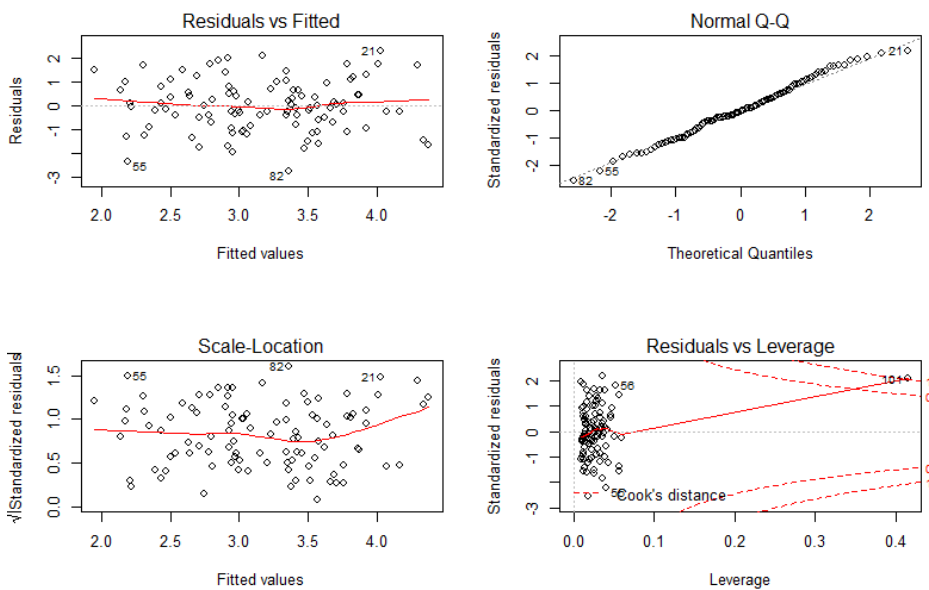 Residuals vs Fitted
Residuals
2
1
0
-1
-3
21
55
82
2.0 2.5 3.0 3.5 4.0
Fitted values
Normal Q-Q
Standardized residuals
2
1
0
-1
-2
21
55
82
-2 -1 0 1 2
Theoretical Quantiles
Scale-Location
√|Standardized residuals|
1.5
1.0
0.5
0.0
55
82
21
2.0 2.5 3.0 3.5 4.0
Fitted values
Residuals vs Leverage
Standardized residuals
2
1
0
-1
-3
56
101
Cook's distance
0.0 0.1 0.2 0.3 0.4
Leverage